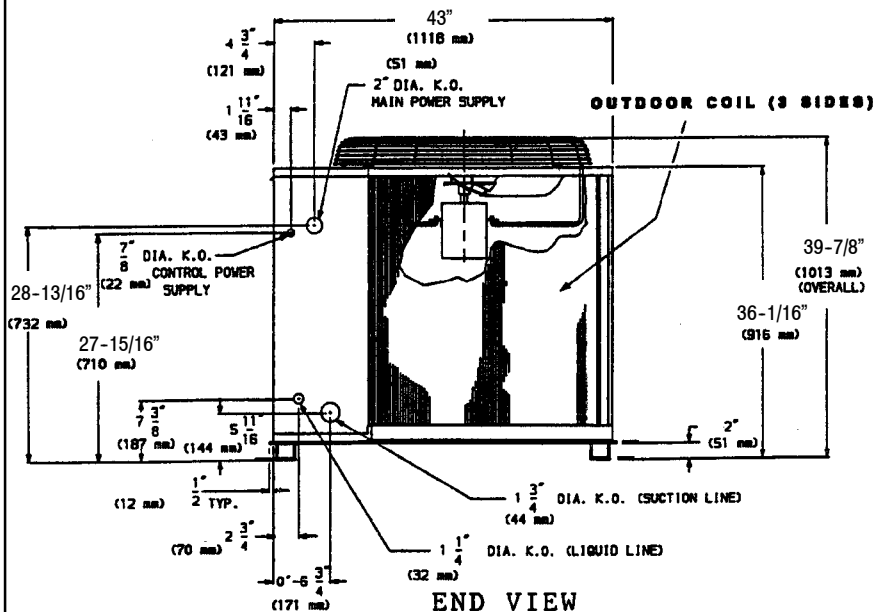 43"
(1118 mm)
4 3/4"
(121 mm)
(51 mm)
2" DIA. K.O.
MAIN POWER SUPPLY
1 11/16"
(43 mm)
OUTDOOR COIL (3 SIDES)
7/8" DIA. K.O.
CONTROL POWER
(22 mm)
SUPPLY
39-7/8"
(1013 mm)
(OVERALL)
28-13/16"
(732 mm)
36-1/16"
(916 mm)
27-15/16"
(710 mm)
7 3/8"
(187 mm)
5 11/16"
(144 mm)
2"
(51 mm)
1/2" TYP.
(12 mm)
1 3/4" DIA. K.O. (SUCTION LINE)
(44 mm)
2 3/4"
(70 mm)
1 1/4" DIA. K.O. (LIQUID LINE)
(32 mm)
0'-6 3/4"
(171 mm)
END VIEW